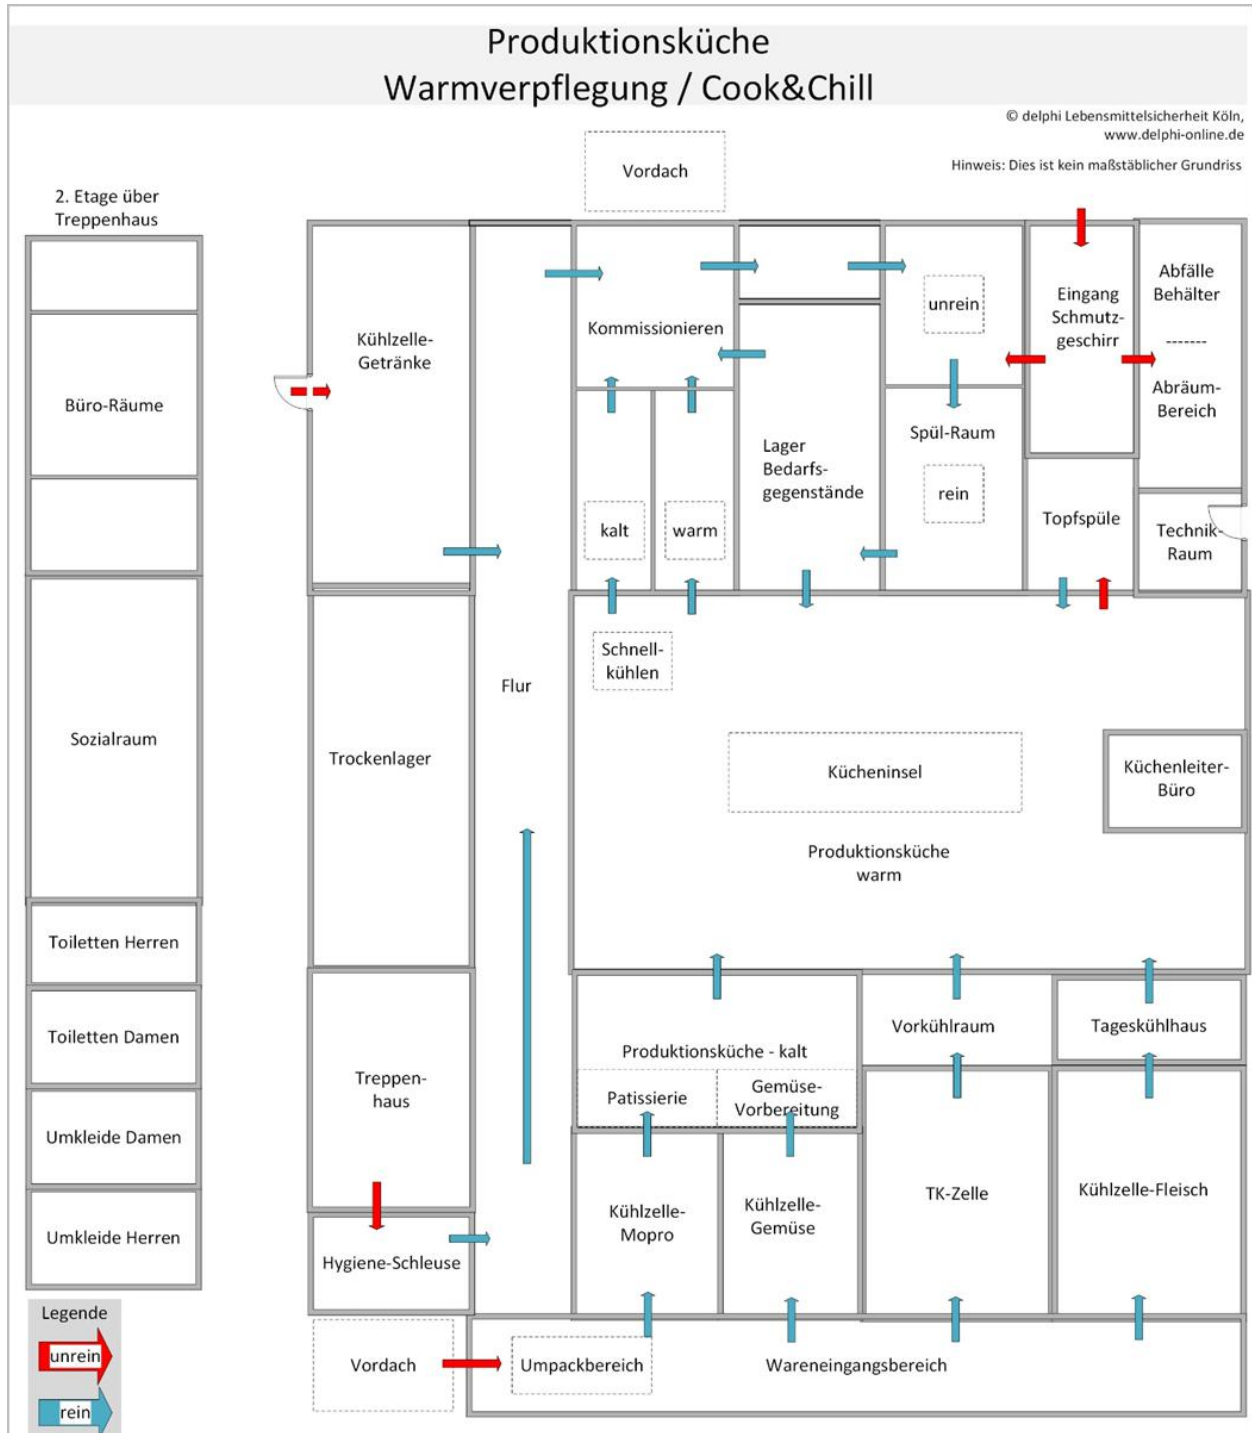 Produktionsküche
Warmverpflegung / Cook&Chill
© delphi Lebensmittelsicherheit Köln,
www.delphi-online.de
Hinweis: Dies ist kein maßstäblicher Grundriss
Vordach
2. Etage über
Treppenhaus
Büro-Räume
Sozialraum
Toiletten Herren
Toiletten Damen
Umkleide Damen
Umkleide Herren
Legende
unrein
rein
Kühlzelle-
Getränke
Trockenlager
Treppen-
haus
Hygiene-Schleuse
Vordach
Flur
Kommissionieren
kalt
warm
Lager
Bedarfs-
gegenstände
unrein
Spül-Raum
rein
Eingang
Schmutz-
geschirr
Topfspüle
Abfälle
Behälter
-------
Abräum-
Bereich
Technik-
Raum
Schnell-
kühlen
Kücheninsel
Küchenleiter-
Büro
Produktionsküche
warm
Produktionsküche - kalt
Patissierie
Gemüse-
Vorbereitung
Vorkühlraum
Tageskühlhaus
Kühlzelle-
Mopro
Kühlzelle-
Gemüse
TK-Zelle
Kühlzelle-Fleisch
Umpackbereich
Wareneingangsbereich